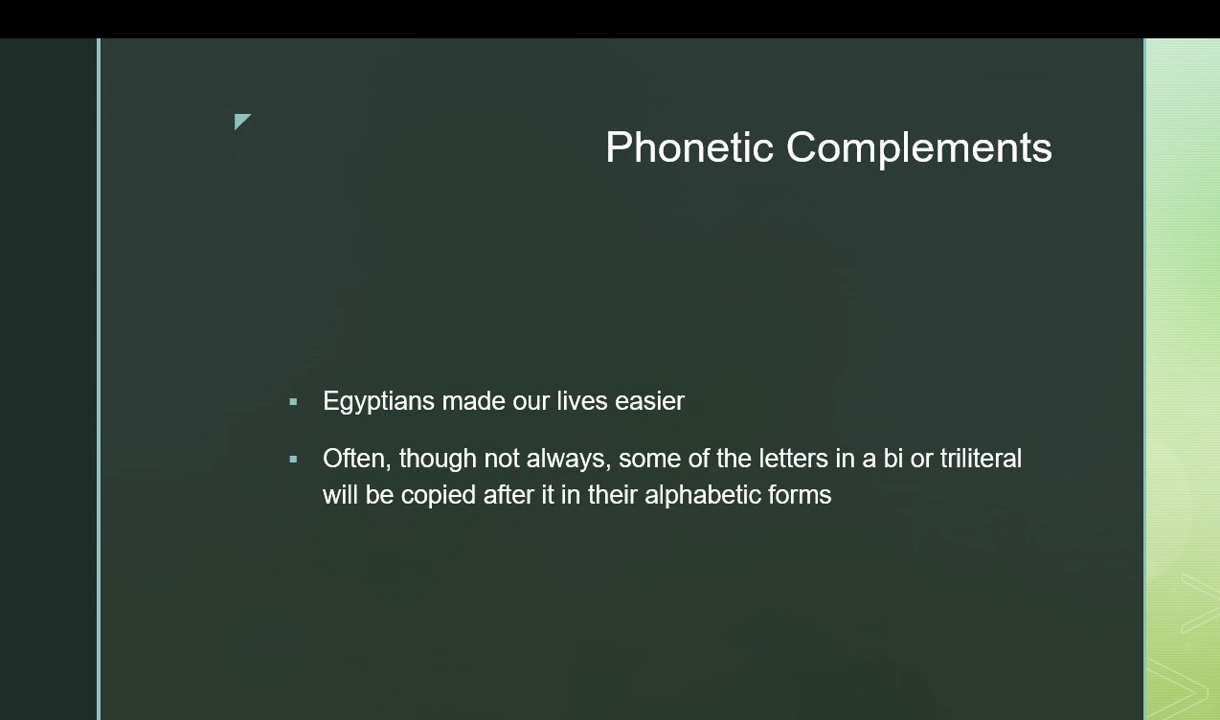 Phonetic Complements
Egyptians made our lives easier
Often, though not always, some of the letters in a bi or triliteral
will be copied after it in their alphabetic forms